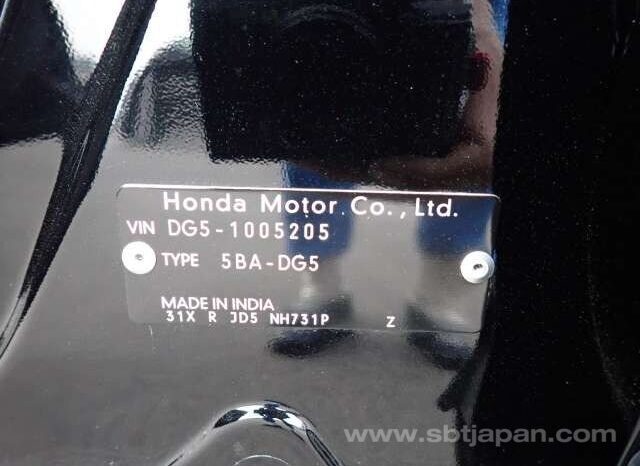 Honda Motor Co., Ltd.
VIN DG5-1005205
TYPE 5BA-DG5
MADE IN INDIA
31X R JD5 NH731P Z
www.sbtjapan.com